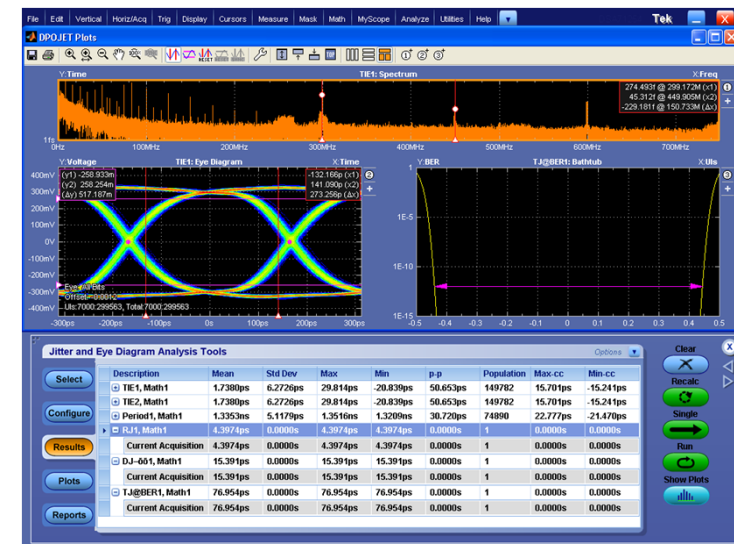 File Edit Vertical Horiz/Acq Trig Display Cursors Measure Mask Math MyScope Analyze Utilities Help Tek
DPOJET Plots
RESET
Y:Time TIE1: Spectrum X:Freq
274.493f @ 299.172M (x1)
45.312f @ 449.905M (x2)
-229.181f @ 150.733M (Δx)
1
11fs
0Hz 100MHz 200MHz 300MHz 400MHz 500MHz 600MHz 700MHz
Y:Voltage TIE1: Eye Diagram X:Time
(y1) -258.933m
(y2) 258.254m
(Δy) 517.187m
-132.166p (x1)
141.090p (x2)
273.256p (Δx)
2
400mV
300mV
200mV
100mV
0V
-100mV
-200mV
-300mV
-400mV
Eye: All Bits
Offset: 0.0012
UIs:7000:299563, Total:7000:299563
-300ps -200ps -100ps 0s 100ps 200ps 300ps
Y:BER TJ@BER1: Bathtub X:UIs
3
1
1E-5
1E-10
1E-15
-0.5 -0.4 -0.3 -0.2 -0.1 0 0.1 0.2 0.3 0.4 0.5
Jitter and Eye Diagram Analysis Tools Options
Select
Configure
Results
Plots
Reports
Description Mean Std Dev Max Min p-p Population Max-cc Min-cc
TIE1, Math1 1.7380ps 6.2726ps 29.814ps -20.839ps 50.653ps 149782 15.701ps -15.241ps
TIE2, Math1 1.7380ps 6.2726ps 29.814ps -20.839ps 50.653ps 149782 15.701ps -15.241ps
Period1, Math1 1.3353ns 5.1179ps 1.3516ns 1.3209ns 30.720ps 74890 22.777ps -21.470ps
RJ1, Math1 4.3974ps 0.0000s 4.3974ps 4.3974ps 0.0000s 1 0.0000s 0.0000s
Current Acquisition 4.3974ps 0.0000s 4.3974ps 4.3974ps 0.0000s 1 0.0000s 0.0000s
DJ-δδ1, Math1 15.391ps 0.0000s 15.391ps 15.391ps 0.0000s 1 0.0000s 0.0000s
Current Acquisition 15.391ps 0.0000s 15.391ps 15.391ps 0.0000s 1 0.0000s 0.0000s
TJ@BER1, Math1 76.954ps 0.0000s 76.954ps 76.954ps 0.0000s 1 0.0000s 0.0000s
Current Acquisition 76.954ps 0.0000s 76.954ps 76.954ps 0.0000s 1 0.0000s 0.0000s
Clear
X
Recalc
Single
Run
Show Plots